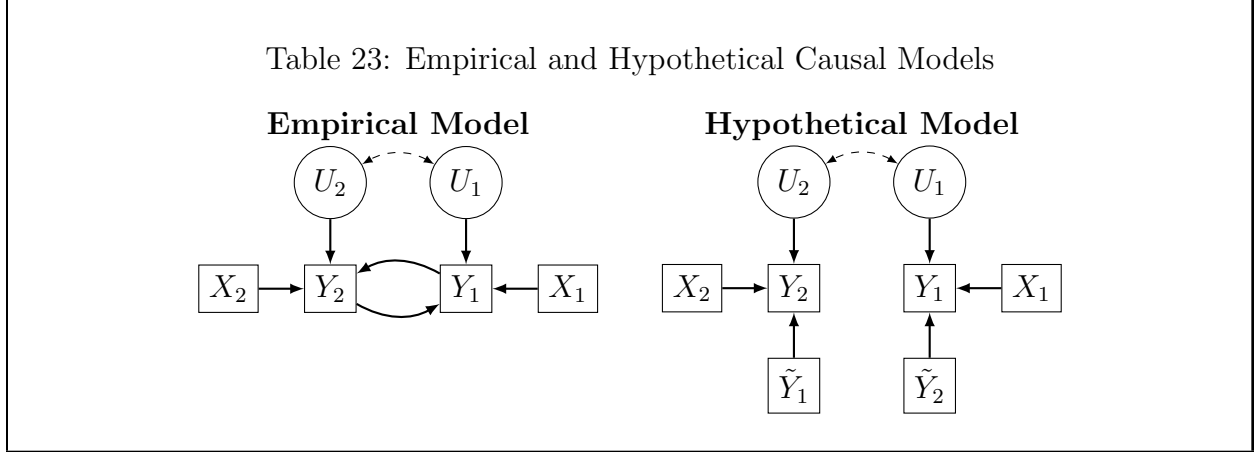 Table 23: Empirical and Hypothetical Causal Models
Empirical Model Hypothetical Model
U₂ U₁ U₂ U₁
X₂ Y₂ Y₁ X₁ X₂ Y₂ Y₁ X₁
Ỹ₁ Ỹ₂